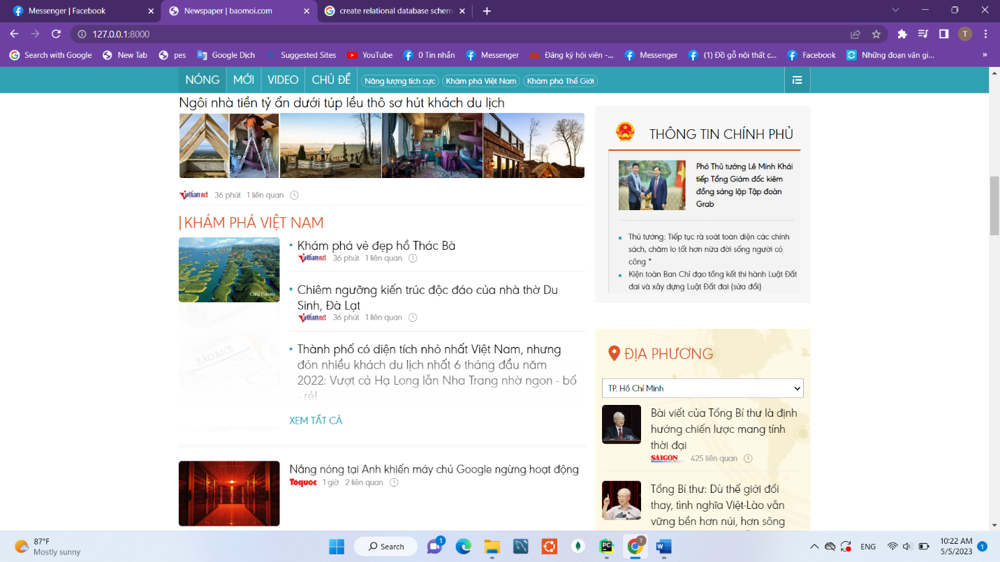 Messenger | Facebook
Newspaper | baomoi.com
create relational database schem
127.0.0.1:8000
T
Search with Google
New Tab
pes
Google Dịch
Suggested Sites
YouTube
0 Tin nhắn
Messenger
Đăng ký hội viên -...
Messenger
(1) Đồ gỗ nội thất c...
Facebook
Những đoạn văn gi...
»
NÓNG
MỚI
VIDEO
CHỦ ĐỀ
Năng lượng tích cực
Khám phá Việt Nam
Khám phá Thế Giới
Ngôi nhà tiền tỷ ẩn dưới túp lều thô sơ hút khách du lịch
vietnamnet 36 phút 1 liên quan
KHÁM PHÁ VIỆT NAM
Công Thương
BÁO MỚI
Khám phá vẻ đẹp hồ Thác Bà
vietnamnet 36 phút 1 liên quan
Chiêm ngưỡng kiến trúc độc đáo của nhà thờ Du
Sinh, Đà Lạt
vietnamnet 36 phút 1 liên quan
Thành phố có diện tích nhỏ nhất Việt Nam, nhưng
đón nhiều khách du lịch nhất 6 tháng đầu năm
2022: Vượt cả Hạ Long lẫn Nha Trang nhờ ngon - bổ
- rẻ!
XEM TẤT CẢ
Nắng nóng tại Anh khiến máy chủ Google ngừng hoạt động
Tổquốc 1 giờ 2 liên quan
THÔNG TIN CHÍNH PHỦ
Phó Thủ tướng Lê Minh Khái
tiếp Tổng Giám đốc kiêm
đồng sáng lập Tập đoàn
Grab
Thủ tướng: Tiếp tục rà soát toàn diện các chính
sách, chăm lo tốt hơn nữa đời sống người có
công *
Kiện toàn Ban Chỉ đạo tổng kết thi hành Luật Đất
đai và xây dựng Luật Đất đai (sửa đổi)
ĐỊA PHƯƠNG
TP. Hồ Chí Minh
Bài viết của Tổng Bí thư là định
hướng chiến lược mang tính
thời đại
SÀIGÒN 425 liên quan
Tổng Bí thư: Dù thế giới đổi
thay, tình nghĩa Việt-Lào vẫn
vững bền hơn núi, hơn sông
87°F
Mostly sunny
Search
1
PC
T
W
ENG
10:22 AM
5/5/2023
1